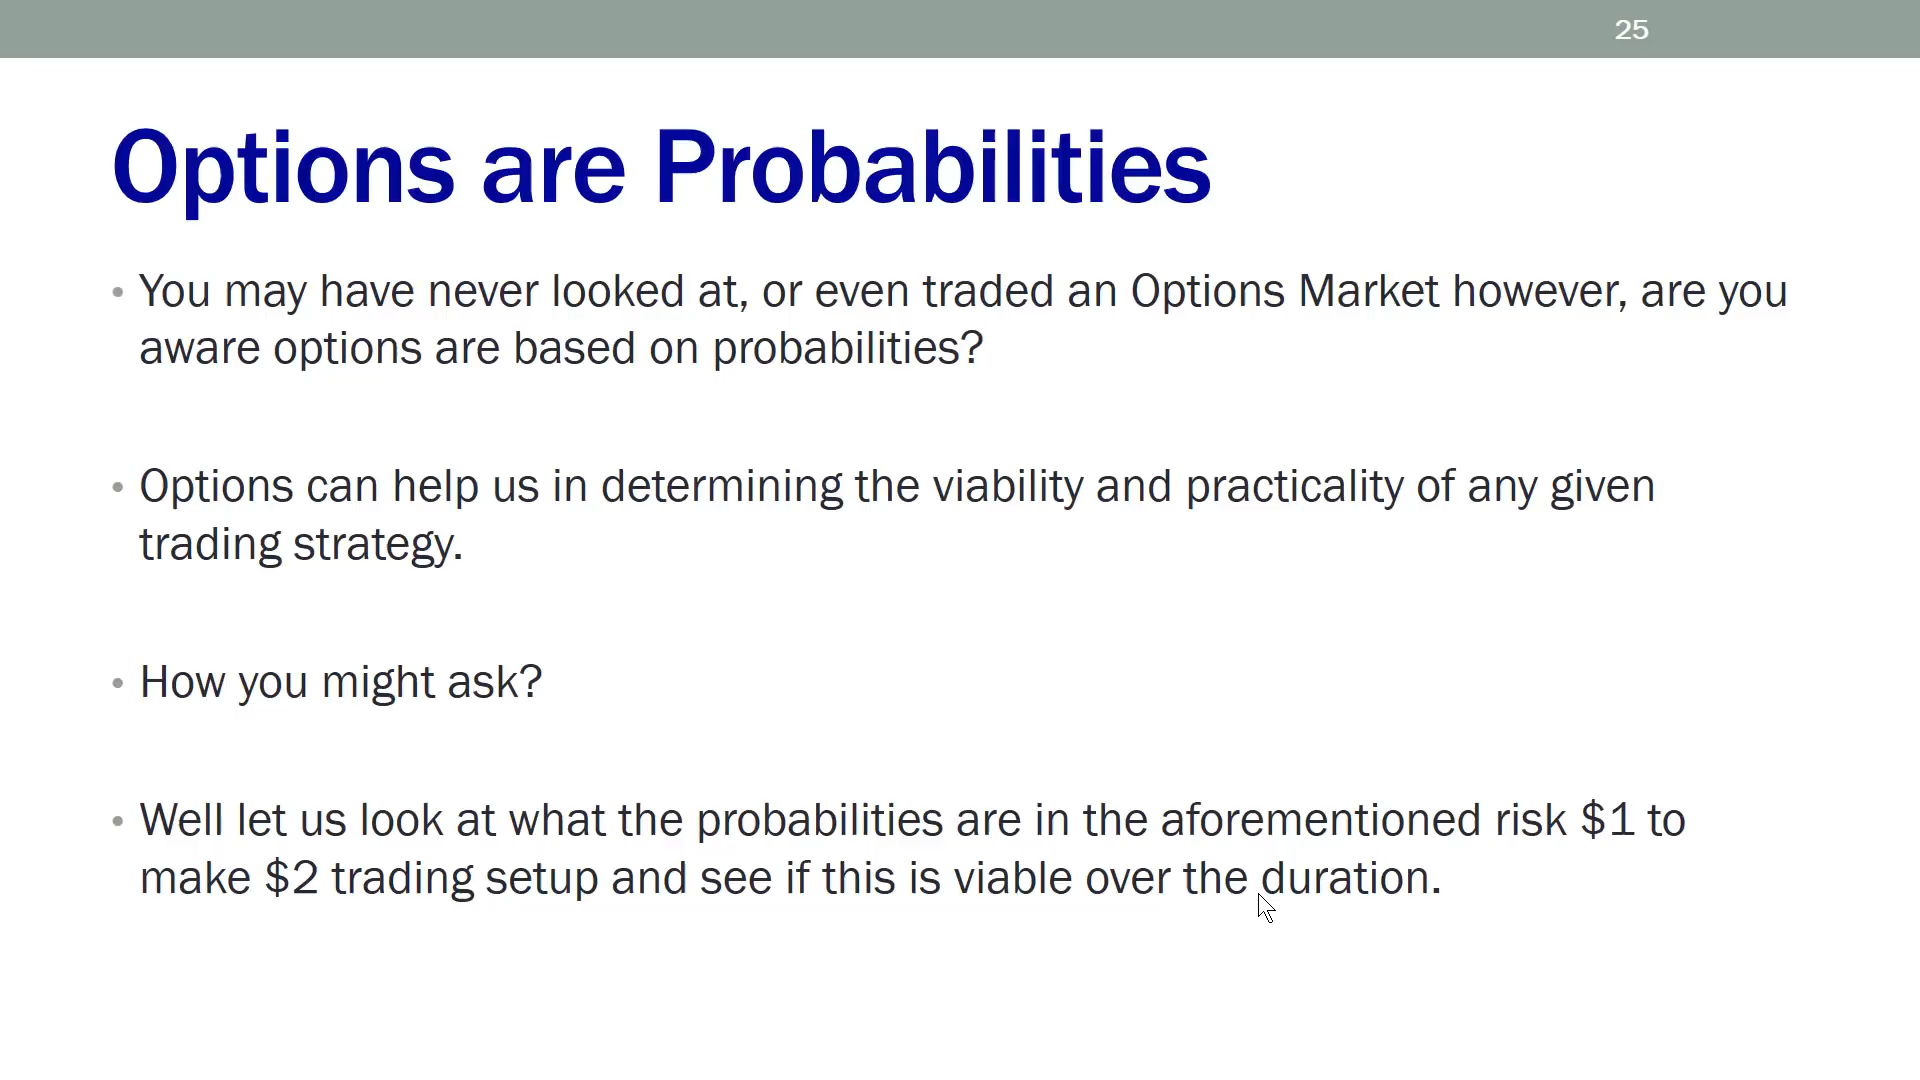 25
Options are Probabilities
• You may have never looked at, or even traded an Options Market however, are you
aware options are based on probabilities?
• Options can help us in determining the viability and practicality of any given
trading strategy.
• How you might ask?
• Well let us look at what the probabilities are in the aforementioned risk $1 to
make $2 trading setup and see if this is viable over the duration.